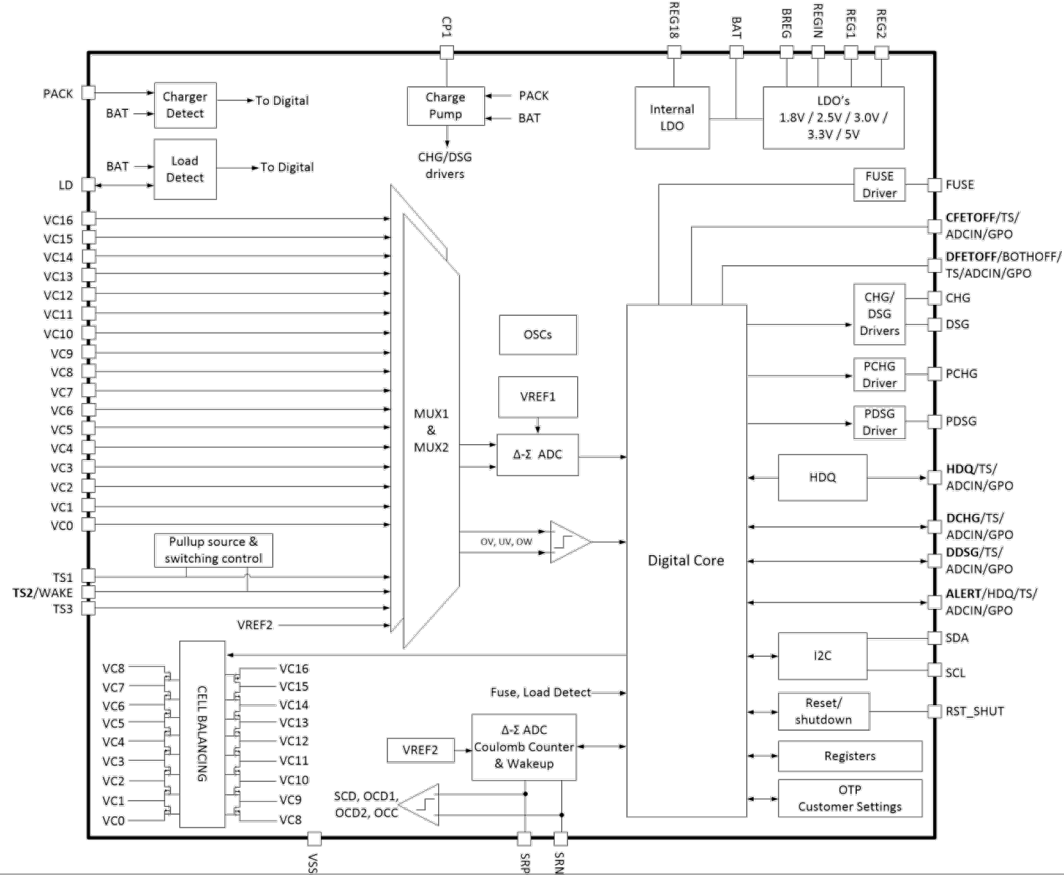 CP1
REG18
BAT
BREG
REGIN
REG1
REG2
PACK
BAT
Charger
Detect
To Digital
Charge
Pump
PACK
BAT
CHG/DSG
drivers
Internal
LDO
LDO's
1.8V / 2.5V / 3.0V /
3.3V / 5V
BAT
LD
Load
Detect
To Digital
FUSE
Driver
FUSE
CFETOFF/TS/
ADCIN/GPO
DFETOFF/BOTHOFF/
TS/ADCIN/GPO
VC16
VC15
VC14
VC13
VC12
VC11
VC10
VC9
VC8
VC7
VC6
VC5
VC4
VC3
VC2
VC1
VC0
MUX1
&
MUX2
OSCs
VREF1
Δ-Σ ADC
OV, UV, OW
Digital Core
CHG/
DSG
Drivers
CHG
DSG
PCHG
Driver
PCHG
PDSG
Driver
PDSG
HDQ
HDQ/TS/
ADCIN/GPO
DCHG/TS/
ADCIN/GPO
DDSG/TS/
ADCIN/GPO
ALERT/HDQ/TS/
ADCIN/GPO
Pullup source &
switching control
TS1
TS2/WAKE
TS3
VREF2
I2C
SDA
SCL
Reset/
shutdown
RST_SHUT
Registers
OTP
Customer Settings
VC8
VC7
VC6
VC5
VC4
VC3
VC2
VC1
VC0
CELL BALANCING
VC16
VC15
VC14
VC13
VC12
VC11
VC10
VC9
VC8
Fuse, Load Detect
VREF2
Δ-Σ ADC
Coulomb Counter
& Wakeup
SCD, OCD1,
OCD2, OCC
VSS
SRP
SRN